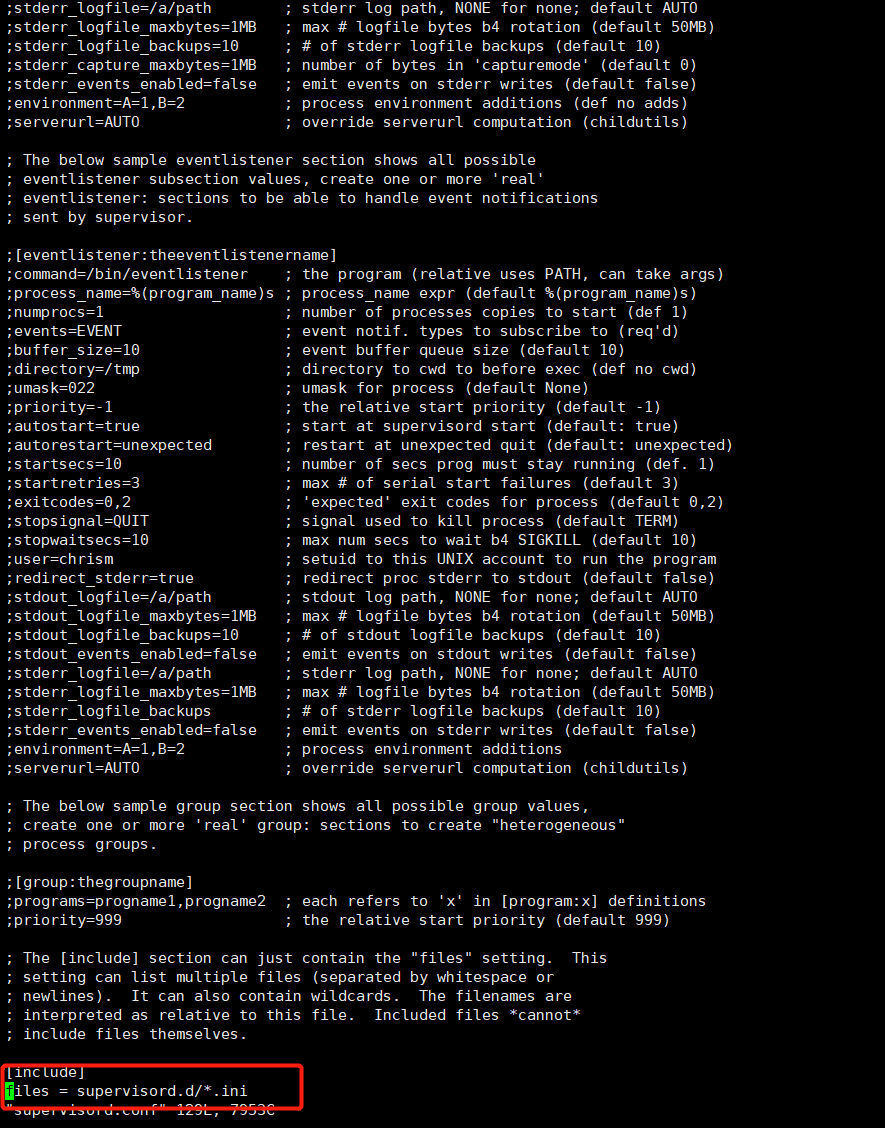 ;stderr_logfile=/a/path        ; stderr log path, NONE for none; default AUTO
;stderr_logfile_maxbytes=1MB   ; max # logfile bytes b4 rotation (default 50MB)
;stderr_logfile_backups=10     ; # of stderr logfile backups (default 10)
;stderr_capture_maxbytes=1MB   ; number of bytes in 'capturemode' (default 0)
;stderr_events_enabled=false   ; emit events on stderr writes (default false)
;environment=A=1,B=2           ; process environment additions (def no adds)
;serverurl=AUTO                ; override serverurl computation (childutils)

; The below sample eventlistener section shows all possible
; eventlistener subsection values, create one or more 'real'
; eventlistener: sections to be able to handle event notifications
; sent by supervisor.

;[eventlistener:theeventlistenername]
;command=/bin/eventlistener    ; the program (relative uses PATH, can take args)
;process_name=%(program_name)s ; process_name expr (default %(program_name)s)
;numprocs=1                    ; number of processes copies to start (def 1)
;events=EVENT                  ; event notif. types to subscribe to (req'd)
;buffer_size=10                ; event buffer queue size (default 10)
;directory=/tmp                ; directory to cwd to before exec (def no cwd)
;umask=022                     ; umask for process (default None)
;priority=-1                   ; the relative start priority (default -1)
;autostart=true                ; start at supervisord start (default: true)
;autorestart=unexpected        ; restart at unexpected quit (default: unexpected)
;startsecs=10                  ; number of secs prog must stay running (def. 1)
;startretries=3                ; max # of serial start failures (default 3)
;exitcodes=0,2                 ; 'expected' exit codes for process (default 0,2)
;stopsignal=QUIT               ; signal used to kill process (default TERM)
;stopwaitsecs=10               ; max num secs to wait b4 SIGKILL (default 10)
;user=chrism                   ; setuid to this UNIX account to run the program
;redirect_stderr=true          ; redirect proc stderr to stdout (default false)
;stdout_logfile=/a/path        ; stdout log path, NONE for none; default AUTO
;stdout_logfile_maxbytes=1MB   ; max # logfile bytes b4 rotation (default 50MB)
;stdout_logfile_backups=10     ; # of stdout logfile backups (default 10)
;stdout_events_enabled=false   ; emit events on stdout writes (default false)
;stderr_logfile=/a/path        ; stderr log path, NONE for none; default AUTO
;stderr_logfile_maxbytes=1MB   ; max # logfile bytes b4 rotation (default 50MB)
;stderr_logfile_backups        ; # of stderr logfile backups (default 10)
;stderr_events_enabled=false   ; emit events on stderr writes (default false)
;environment=A=1,B=2           ; process environment additions
;serverurl=AUTO                ; override serverurl computation (childutils)

; The below sample group section shows all possible group values,
; create one or more 'real' group: sections to create "heterogeneous"
; process groups.

;[group:thegroupname]
;programs=progname1,progname2  ; each refers to 'x' in [program:x] definitions
;priority=999                  ; the relative start priority (default 999)

; The [include] section can just contain the "files" setting.  This
; setting can list multiple files (separated by whitespace or
; newlines).  It can also contain wildcards.  The filenames are
; interpreted as relative to this file.  Included files *cannot*
; include files themselves.

[include]
files = supervisord.d/*.ini
"supervisord.conf" 129L, 7953C